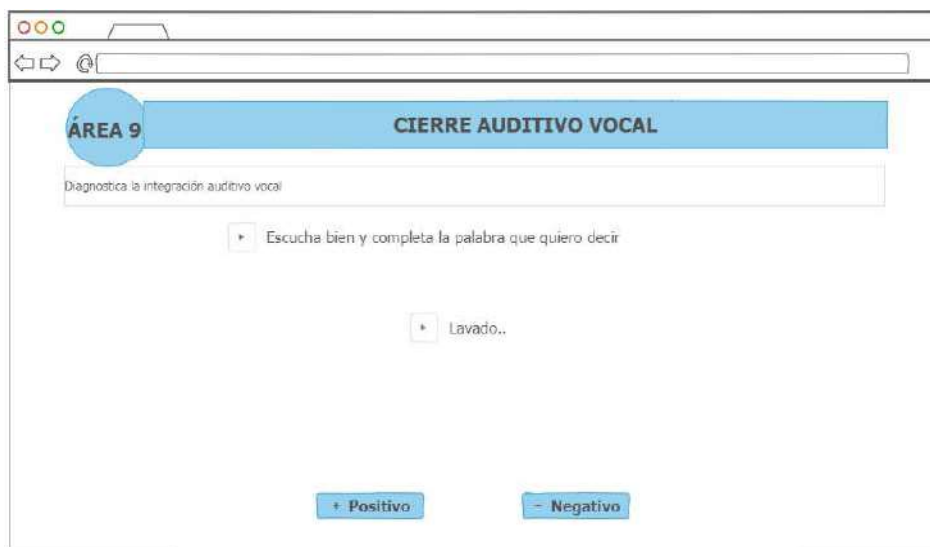 ÁREA 9
CIERRE AUDITIVO VOCAL
Diagnostica la integración auditivo vocal
Escucha bien y completa la palabra que quiero decir
Lavado..
+ Positivo
- Negativo